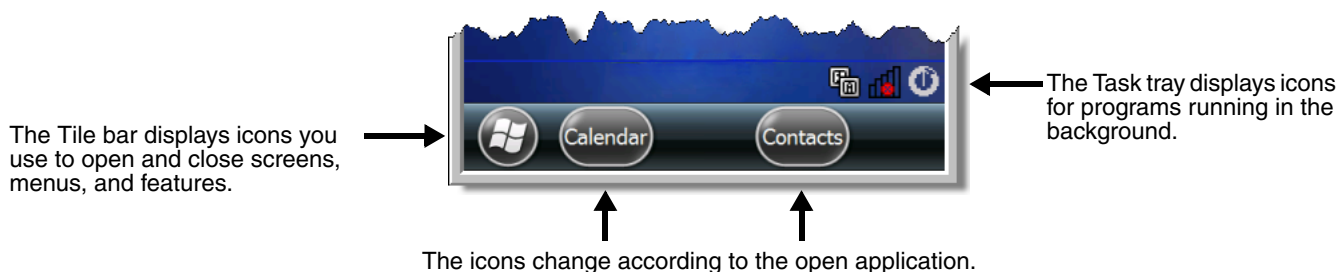 The Task tray displays icons
for programs running in the
background.
The Tile bar displays icons you
use to open and close screens,
menus, and features.
Calendar
Contacts
The icons change according to the open application.